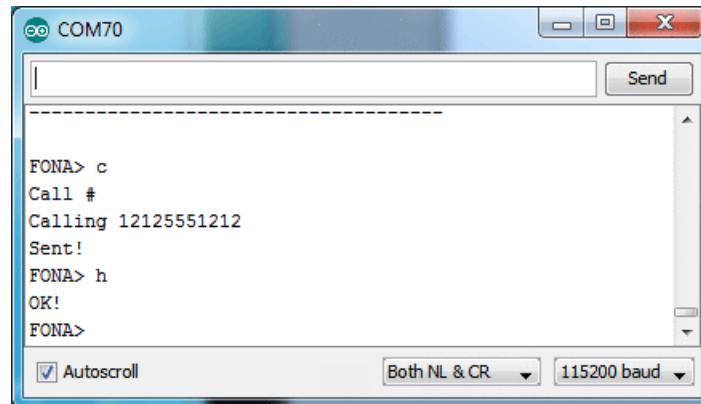 COM70
Send
-------------------------------------
FONA> c
Call #
Calling 12125551212
Sent!
FONA> h
OK!
FONA>
Autoscroll
Both NL & CR
115200 baud